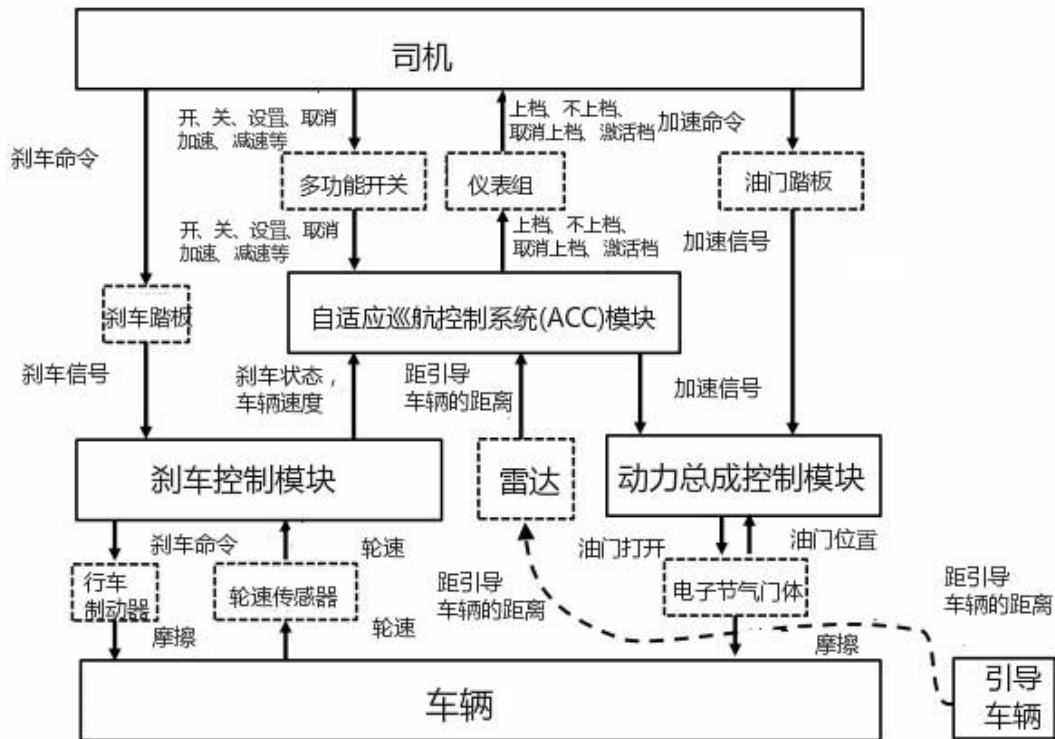 司机
开、关、设置、取消
加速、减速等
上档、不上档、
取消上档、激活档
加速命令
刹车命令
多功能开关
仪表组
油门踏板
开、关、设置、取消
加速、减速等
上档、不上档、
取消上档、激活档
加速信号
刹车踏板
自适应巡航控制系统(ACC)模块
刹车信号
刹车状态，
车辆速度
距引导
车辆的距离
加速信号
刹车控制模块
雷达
动力总成控制模块
刹车命令
轮速
油门打开
油门位置
行车
制动器
轮速传感器
距引导
车辆的距离
电子节气门体
距引导
车辆的距离
摩擦
轮速
摩擦
车辆
引导
车辆